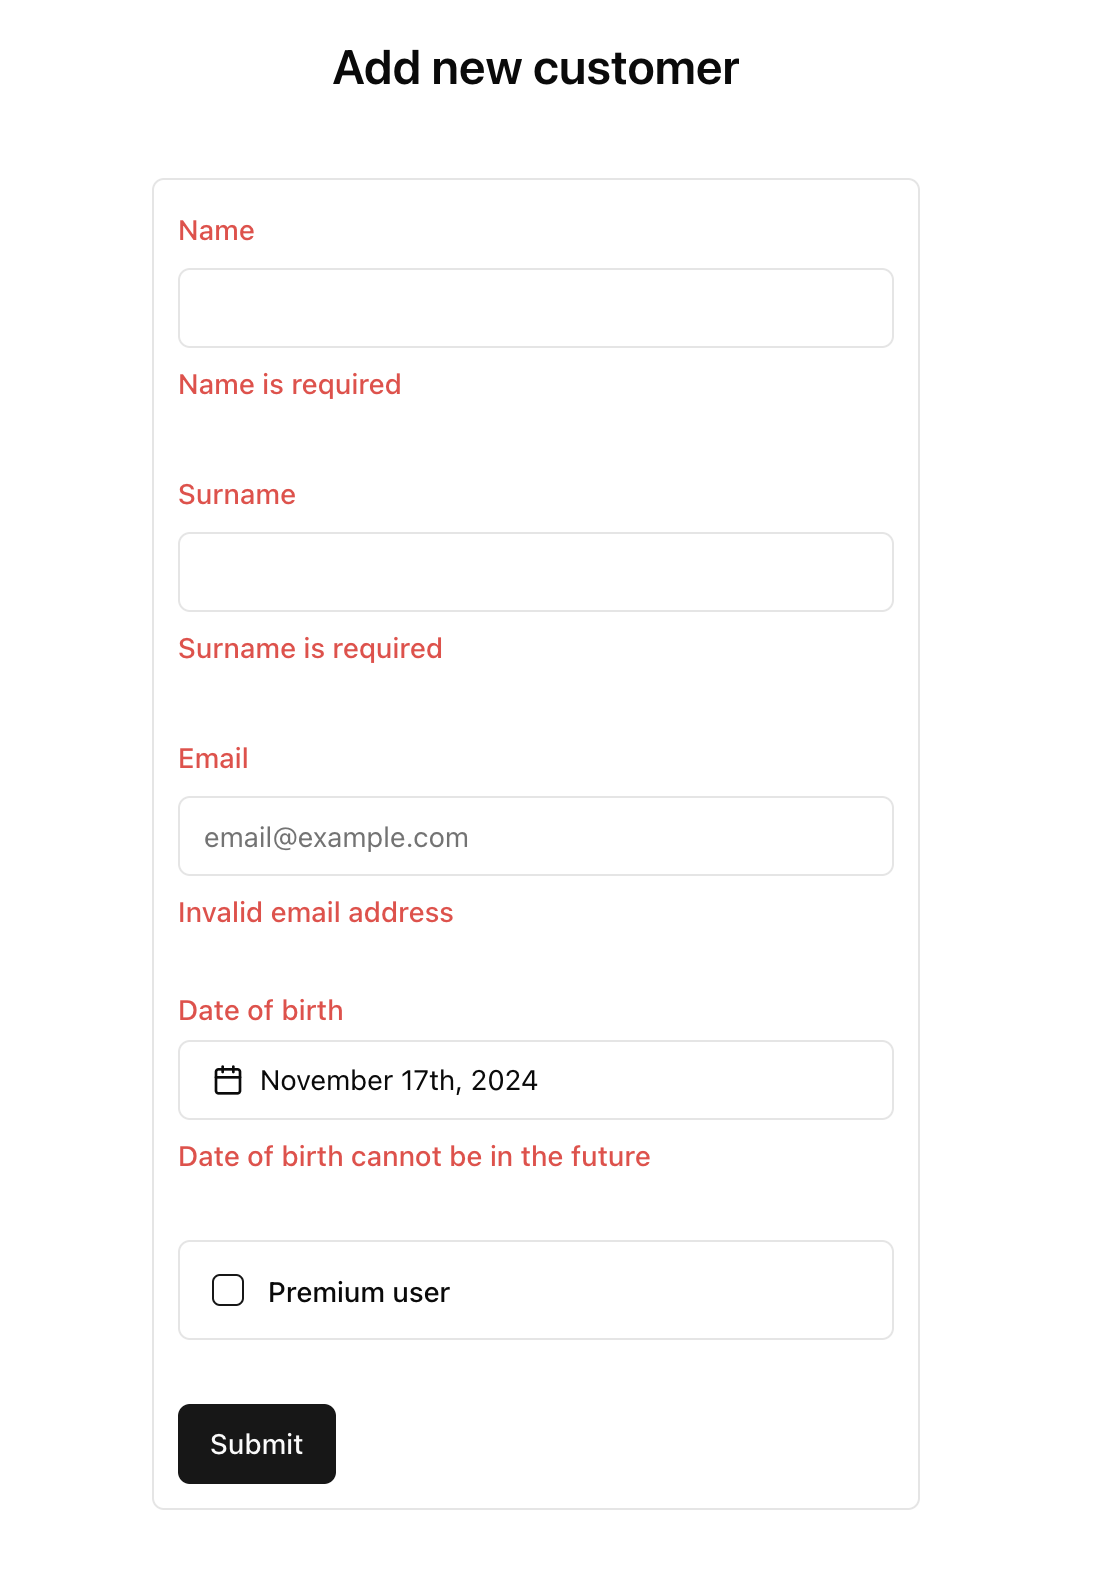 Add new customer
Name
Name is required
Surname
Surname is required
Email
email@example.com
Invalid email address
Date of birth
November 17th, 2024
Date of birth cannot be in the future
Premium user
Submit